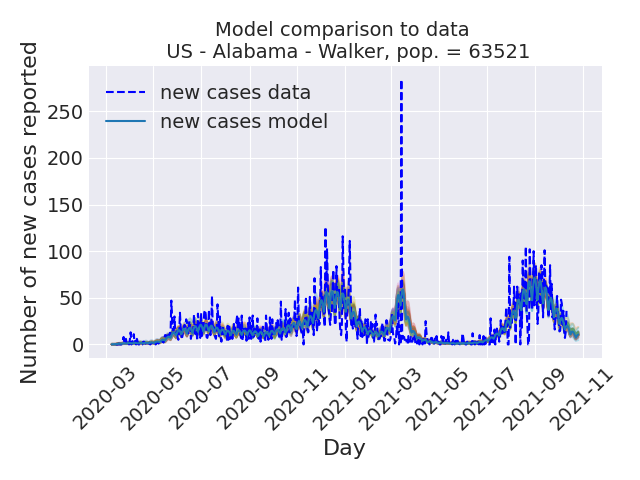 Model comparison to data
US - Alabama - Walker, pop. = 63521
new cases data
new cases model
Number of new cases reported
250
200
150
100
50
0
2020-03
2020-05
2020-07
2020-09
2020-11
2021-01
2021-03
2021-05
2021-07
2021-09
2021-11
Day